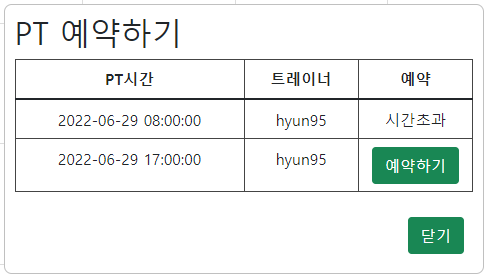 PT 예약하기
PT시간 트레이너 예약
2022-06-29 08:00:00 hyun95 시간초과
2022-06-29 17:00:00 hyun95 예약하기
닫기